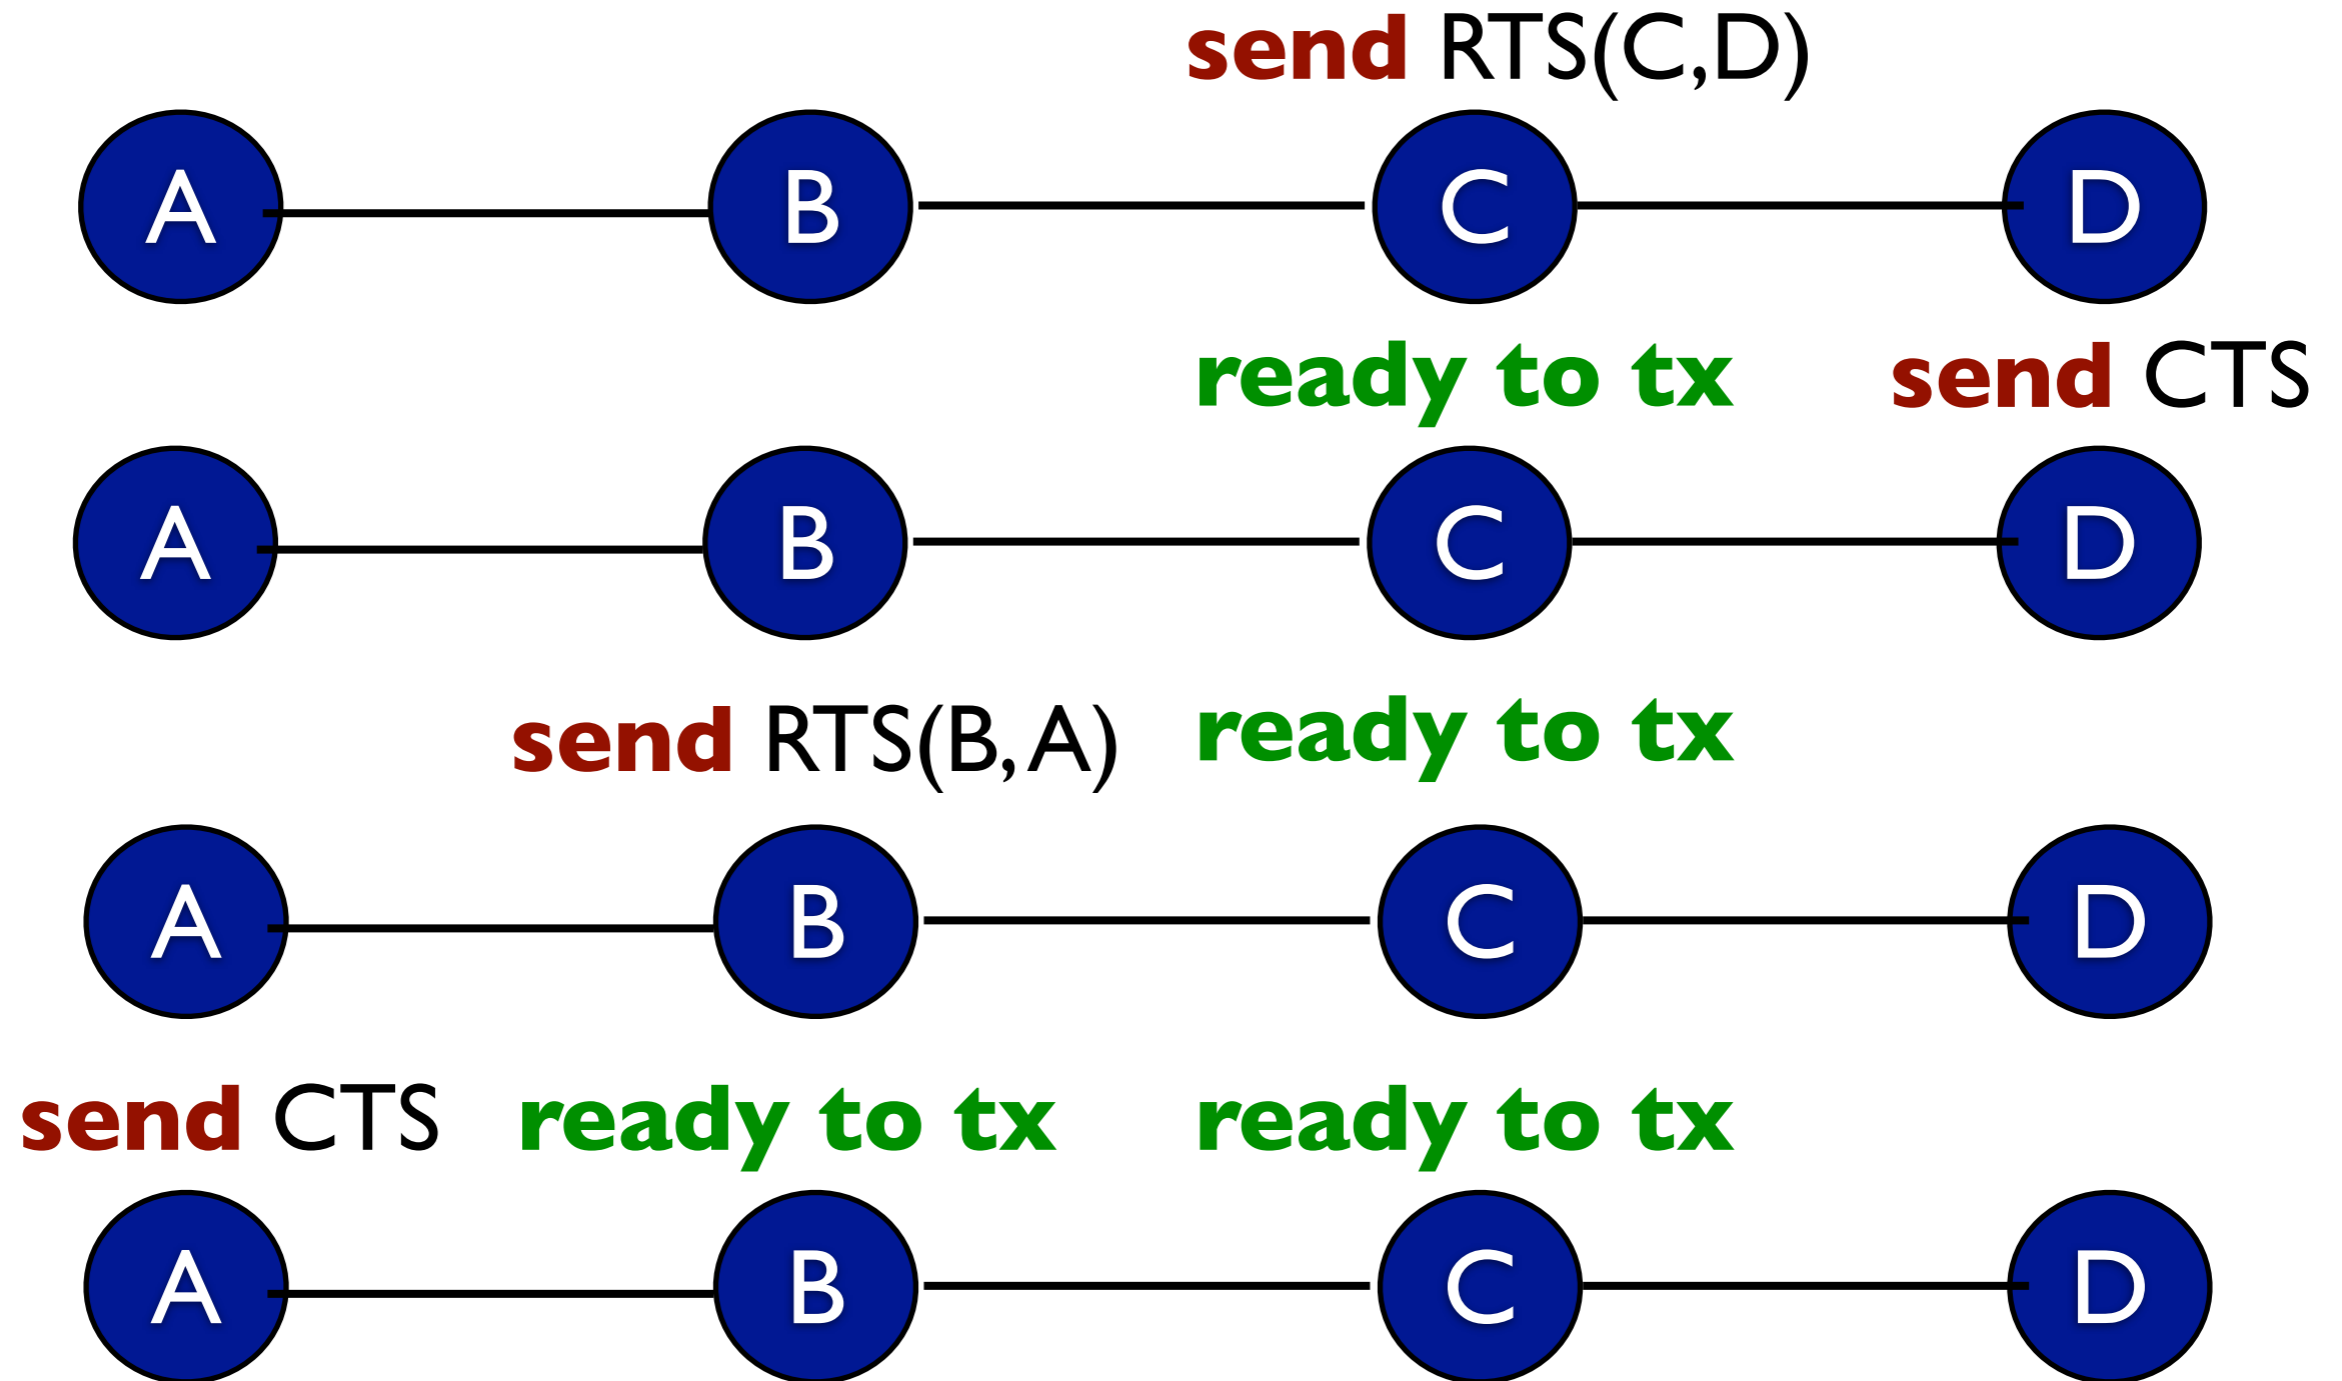 send RTS(C,D)
A B C D
ready to tx send CTS
A B C D
send RTS(B, A) ready to tx
A B C D
send CTS ready to tx ready to tx
A B C D